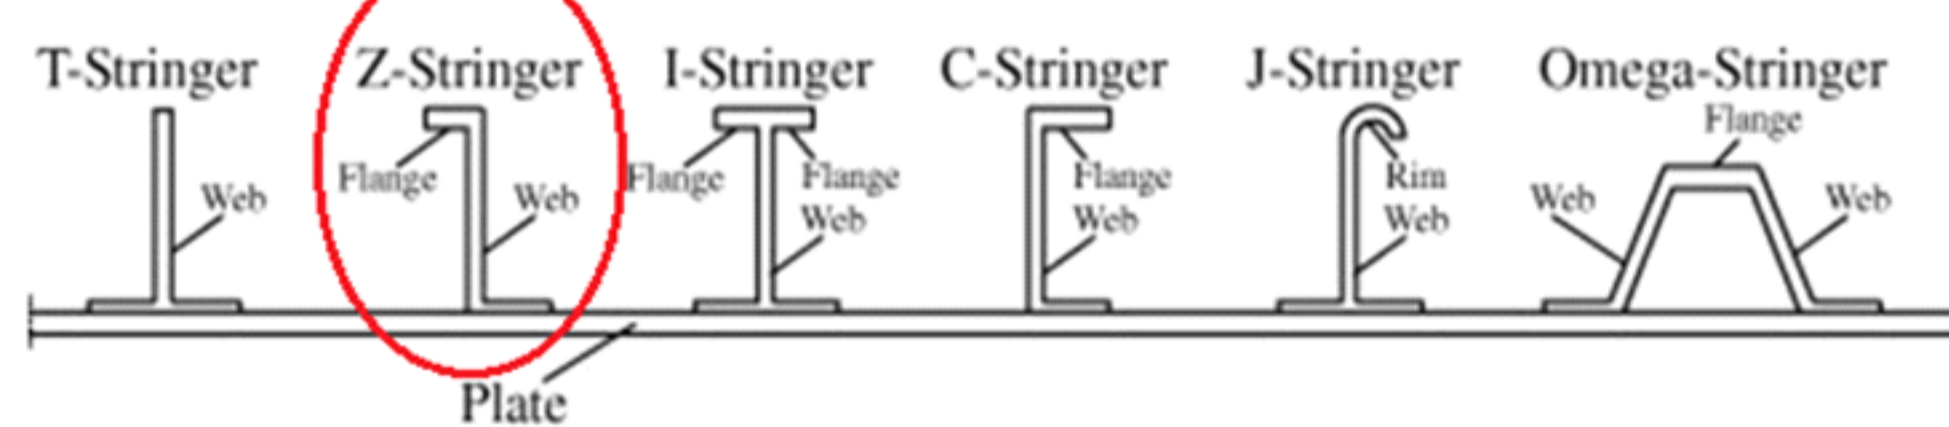 T-Stringer Z-Stringer I-Stringer C-Stringer J-Stringer Omega-Stringer
Flange
Flange Flange Flange Flange Rim
Web Web Web Web
Web Web Web
Plate